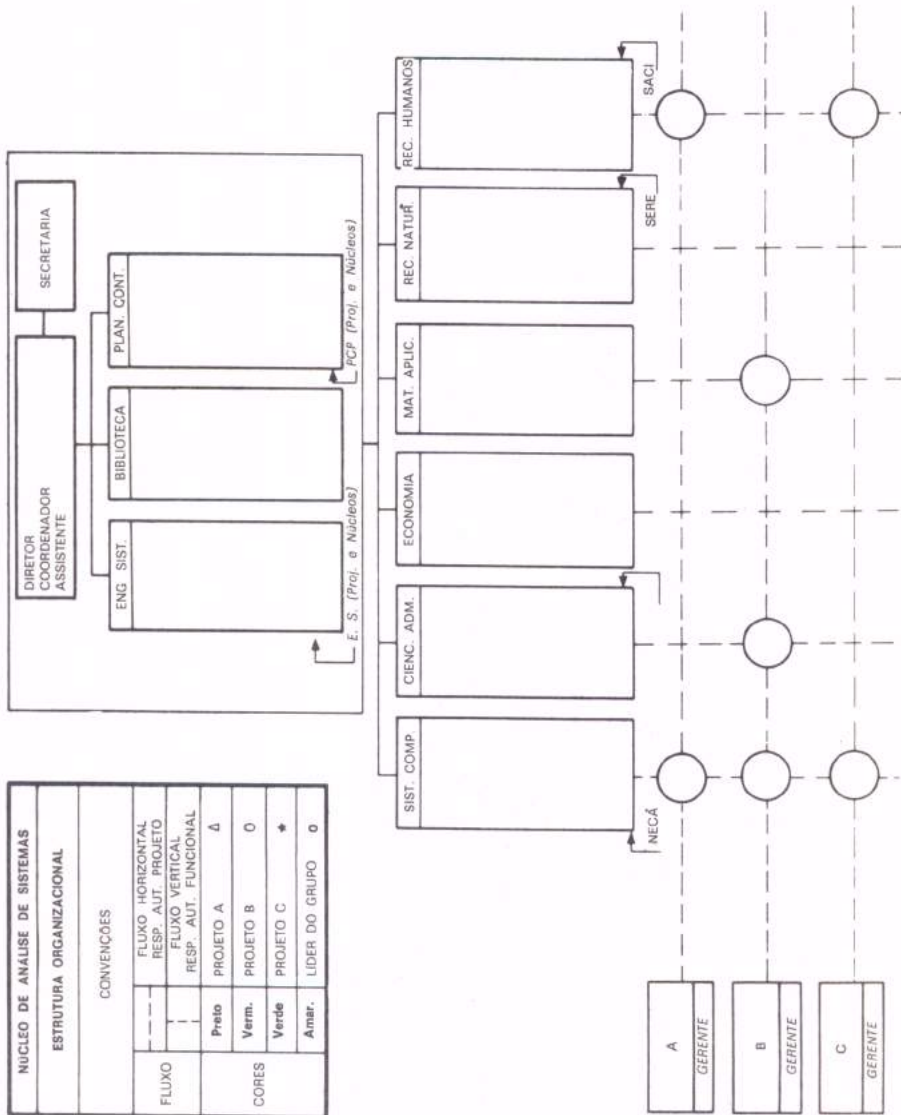 NÚCLEO DE ANÁLISE DE SISTEMAS
ESTRUTURA ORGANIZACIONAL
CONVENÇÕES
FLUXO
FLUXO HORIZONTAL
RESP. AUT. PROJETO
FLUXO VERTICAL
RESP. AUT. FUNCIONAL
CORES
Preto PROJETO A Δ
Verm. PROJETO B O
Verde PROJETO C ★
Amar. LÍDER DO GRUPO o
DIRETOR
COORDENADOR
ASSISTENTE
SECRETARIA
ENG SIST.
BIBLIOTECA
PLAN. CONT.
E. S. (Proj. e Núcleos)
PCP (Proj. e Núcleos)
SIST. COMP.
CIENC. ADM.
ECONOMIA
MAT. APLIC.
REC. NATUR.
REC. HUMANOS
NECÂ
SERE
SACI
A
GERENTE
B
GERENTE
C
GERENTE